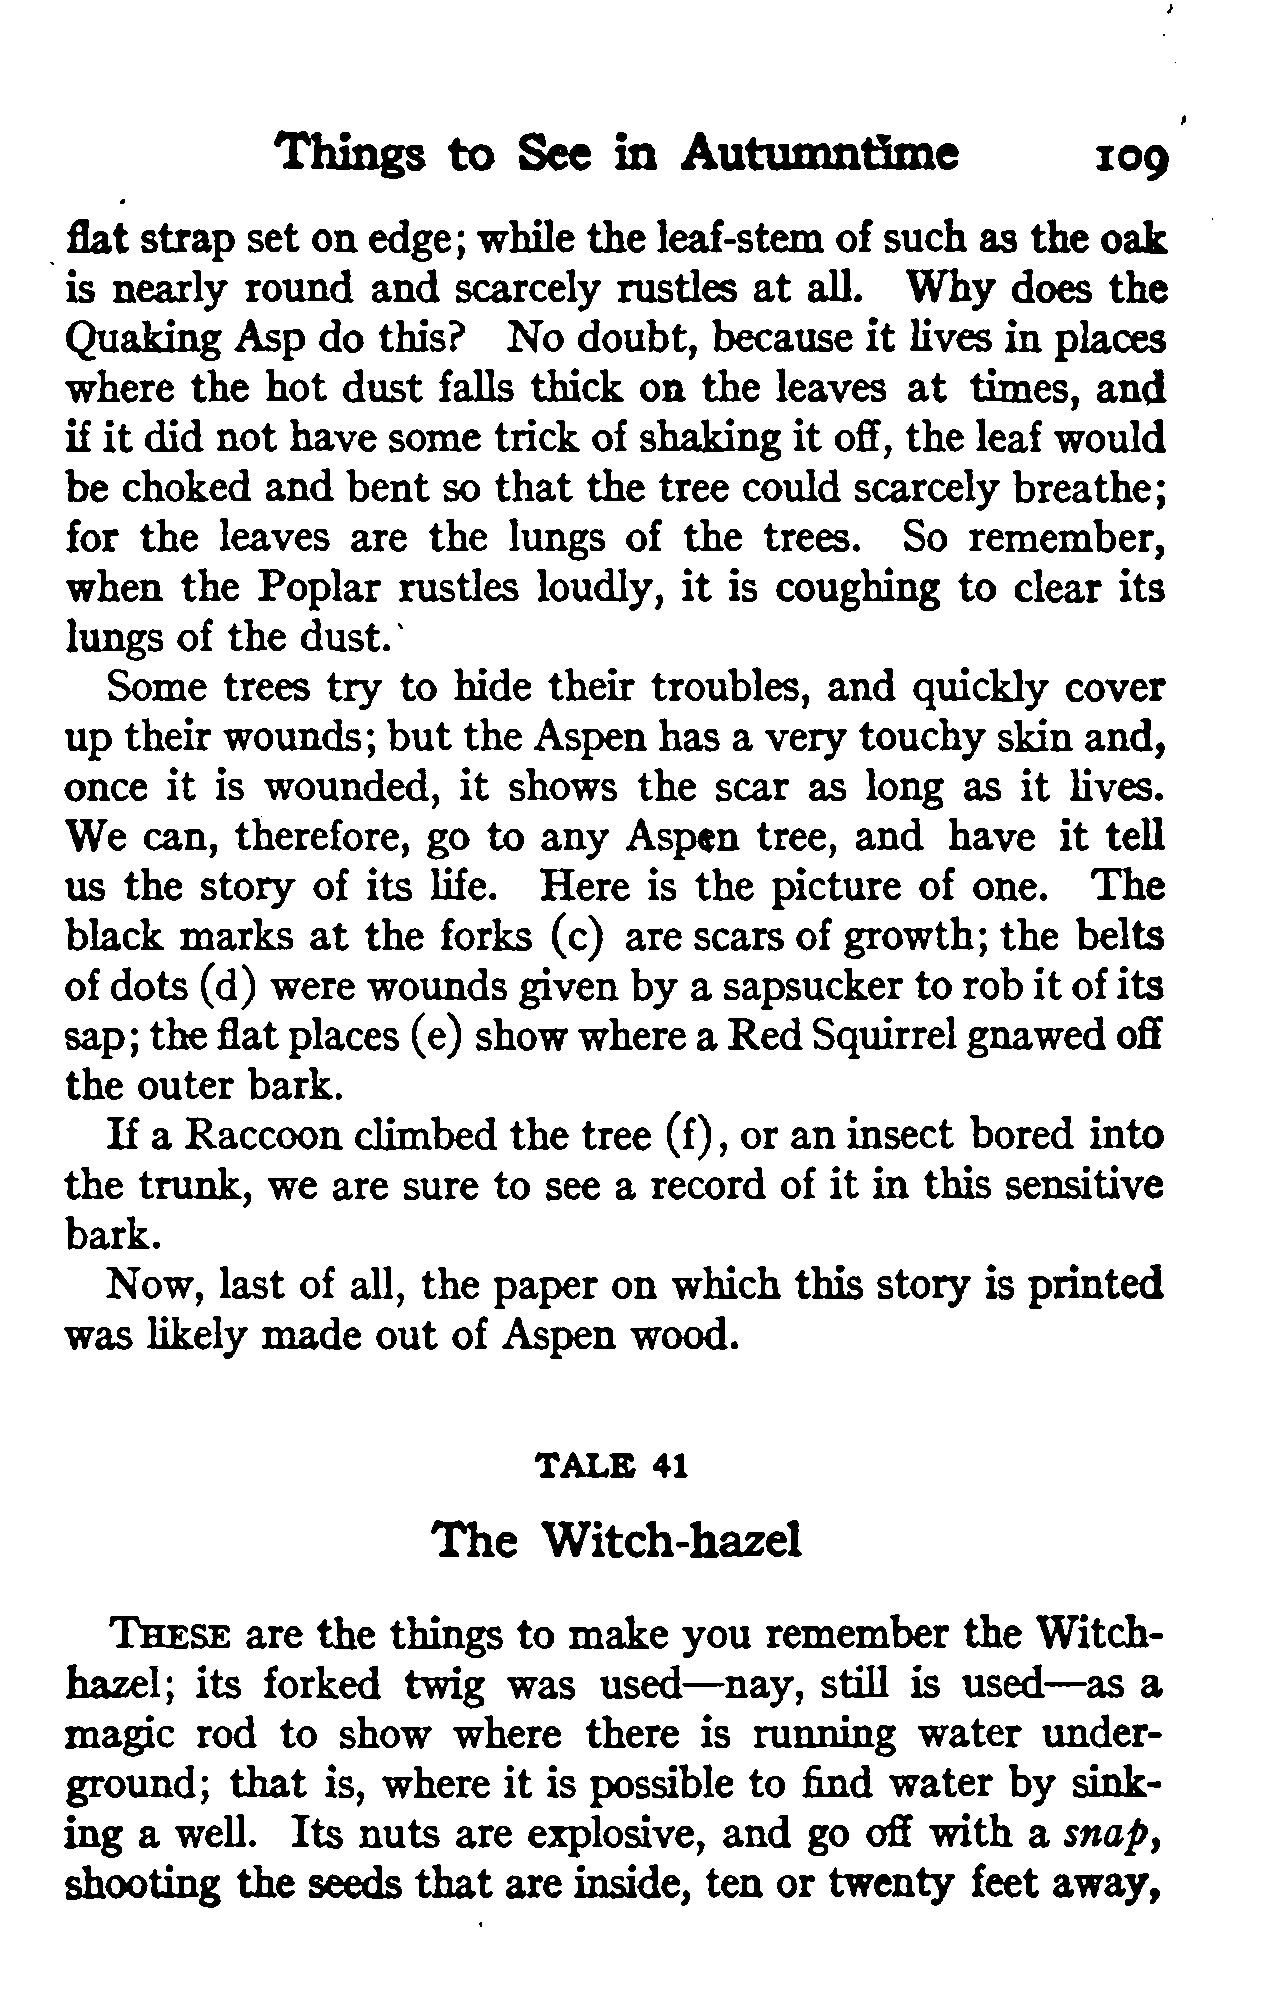 Things to See in Autumntime 109
flat strap set on edge; while the leaf-stem of such as the oak
is nearly round and scarcely rustles at all. Why does the
Quaking Asp do this? No doubt, because it lives in places
where the hot dust falls thick on the leaves at times, and
if it did not have some trick of shaking it off, the leaf would
be choked and bent so that the tree could scarcely breathe;
for the leaves are the lungs of the trees. So remember,
when the Poplar rustles loudly, it is coughing to clear its
lungs of the dust.
Some trees try to hide their troubles, and quickly cover
up their wounds; but the Aspen has a very touchy skin and,
once it is wounded, it shows the scar as long as it lives.
We can, therefore, go to any Aspen tree, and have it tell
us the story of its life. Here is the picture of one. The
black marks at the forks (c) are scars of growth; the belts
of dots (d) were wounds given by a sapsucker to rob it of its
sap; the flat places (e) show where a Red Squirrel gnawed off
the outer bark.
If a Raccoon climbed the tree (f), or an insect bored into
the trunk, we are sure to see a record of it in this sensitive
bark.
Now, last of all, the paper on which this story is printed
was likely made out of Aspen wood.
TALE 41
The Witch-hazel
THESE are the things to make you remember the Witch-
hazel; its forked twig was used—nay, still is used—as a
magic rod to show where there is running water under-
ground; that is, where it is possible to find water by sink-
ing a well. Its nuts are explosive, and go off with a snap,
shooting the seeds that are inside, ten or twenty feet away,